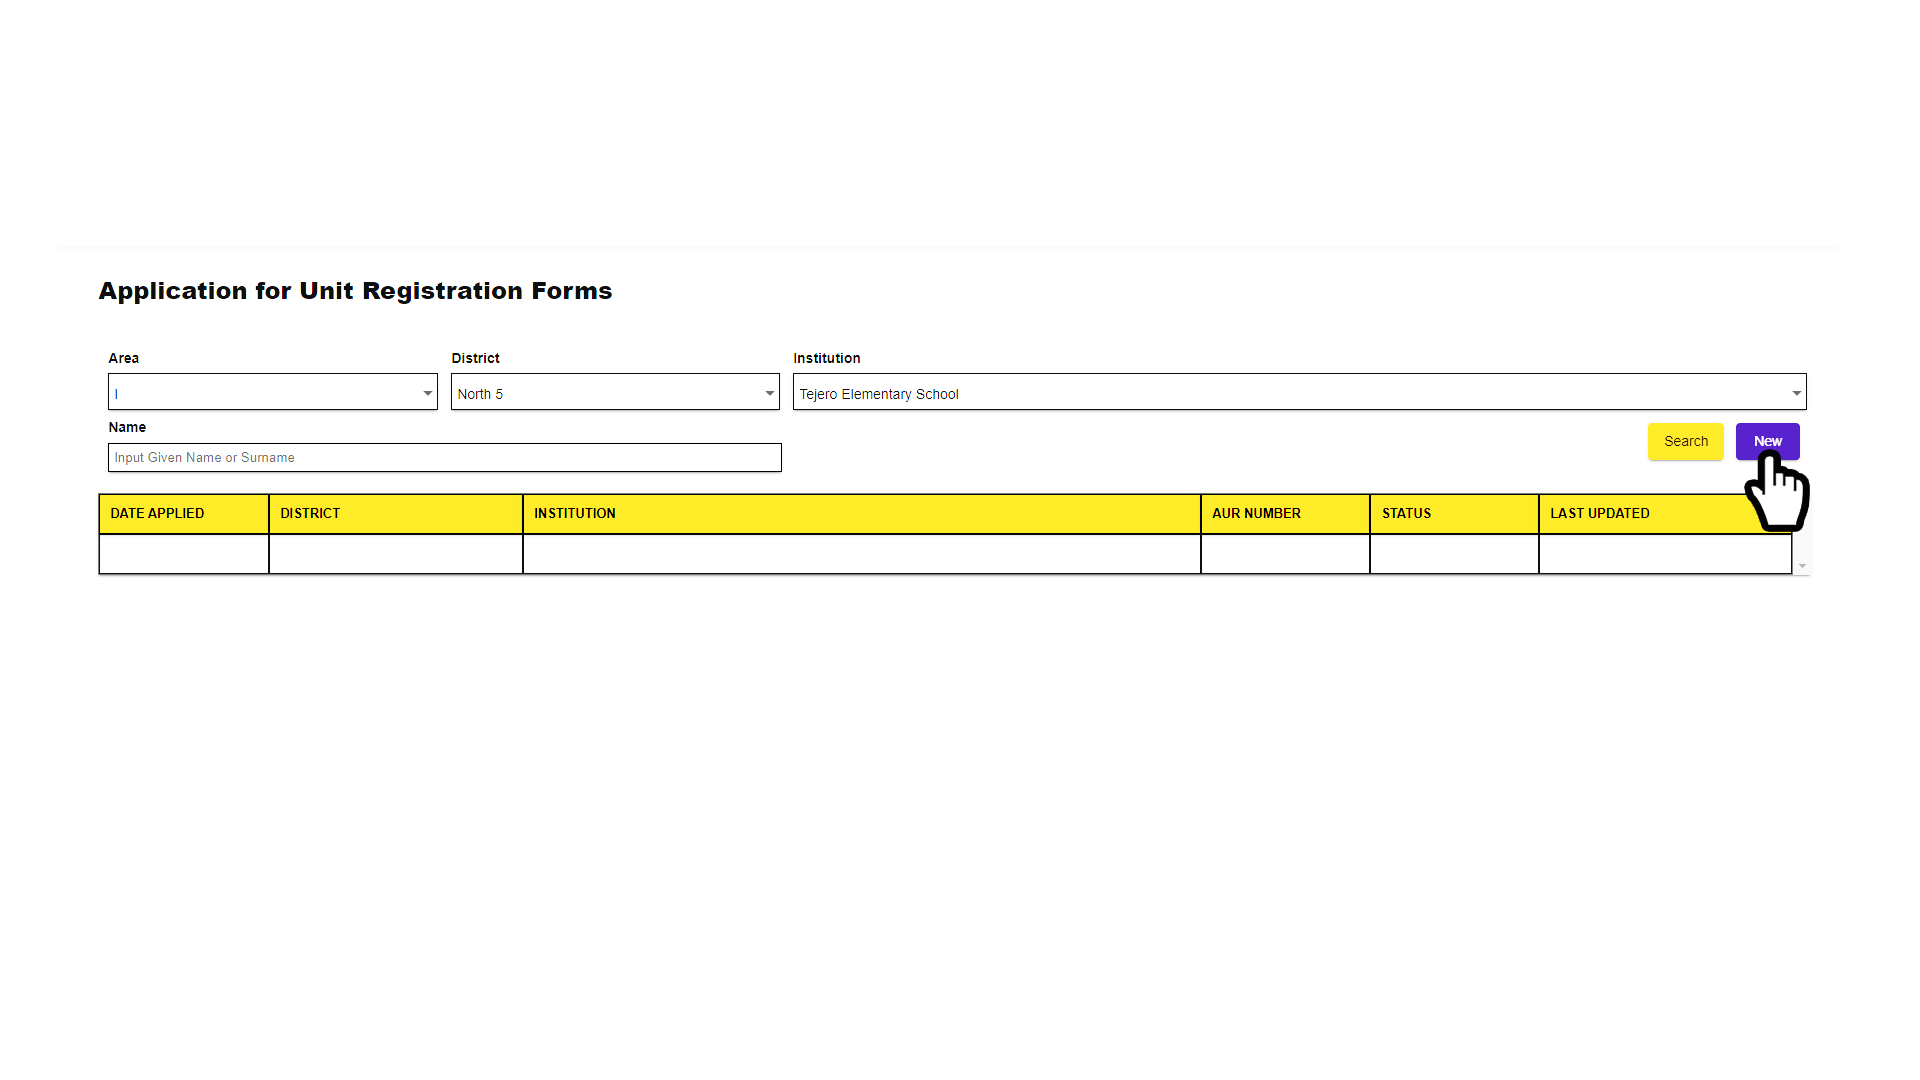 Application for Unit Registration Forms
Area District Institution
I North 5 Tejero Elementary School
Name
Input Given Name or Surname
Search New
DATE APPLIED DISTRICT INSTITUTION AUR NUMBER STATUS LAST UPDATED